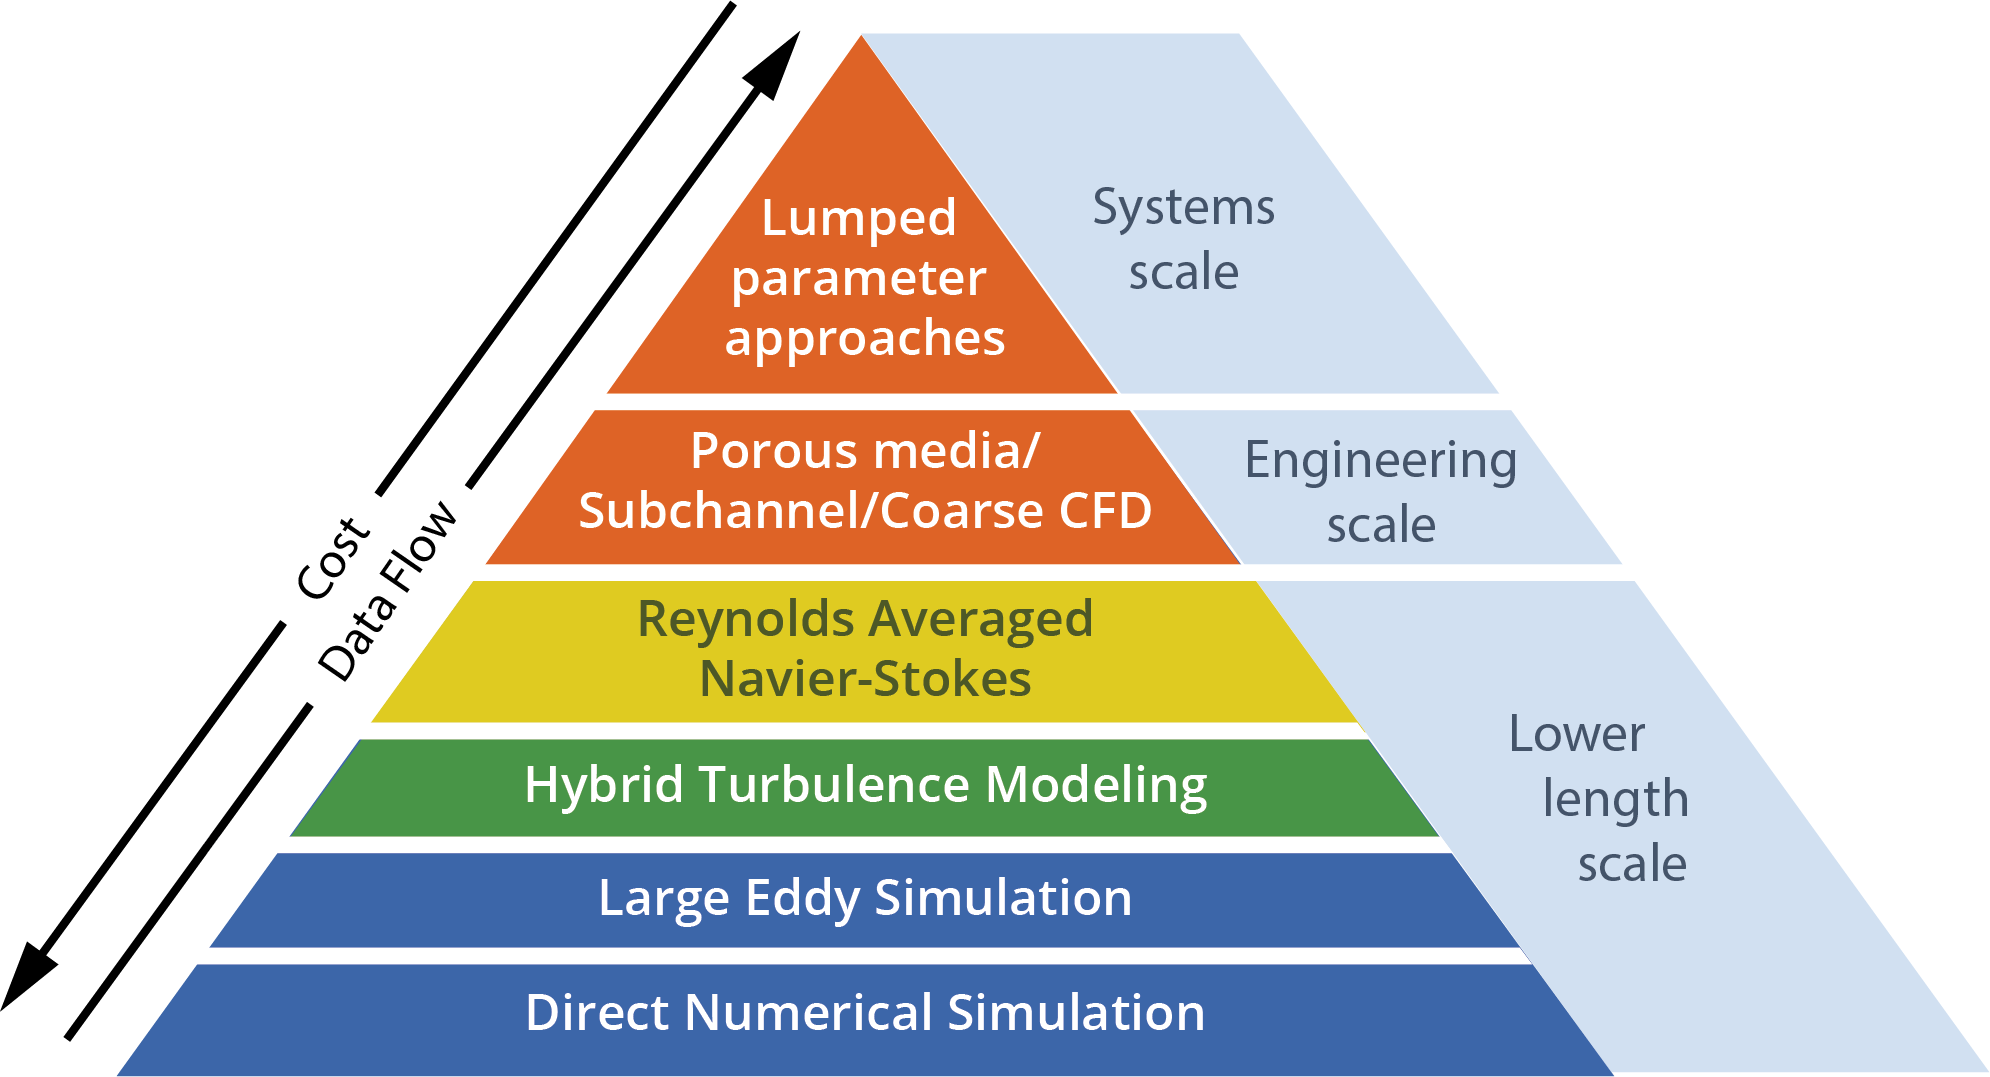 Cost
Data Flow
Lumped
parameter
approaches
Systems
scale
Porous media/
Subchannel/Coarse CFD
Engineering
scale
Reynolds Averaged
Navier-Stokes
Hybrid Turbulence Modeling
Large Eddy Simulation
Direct Numerical Simulation
Lower
length
scale